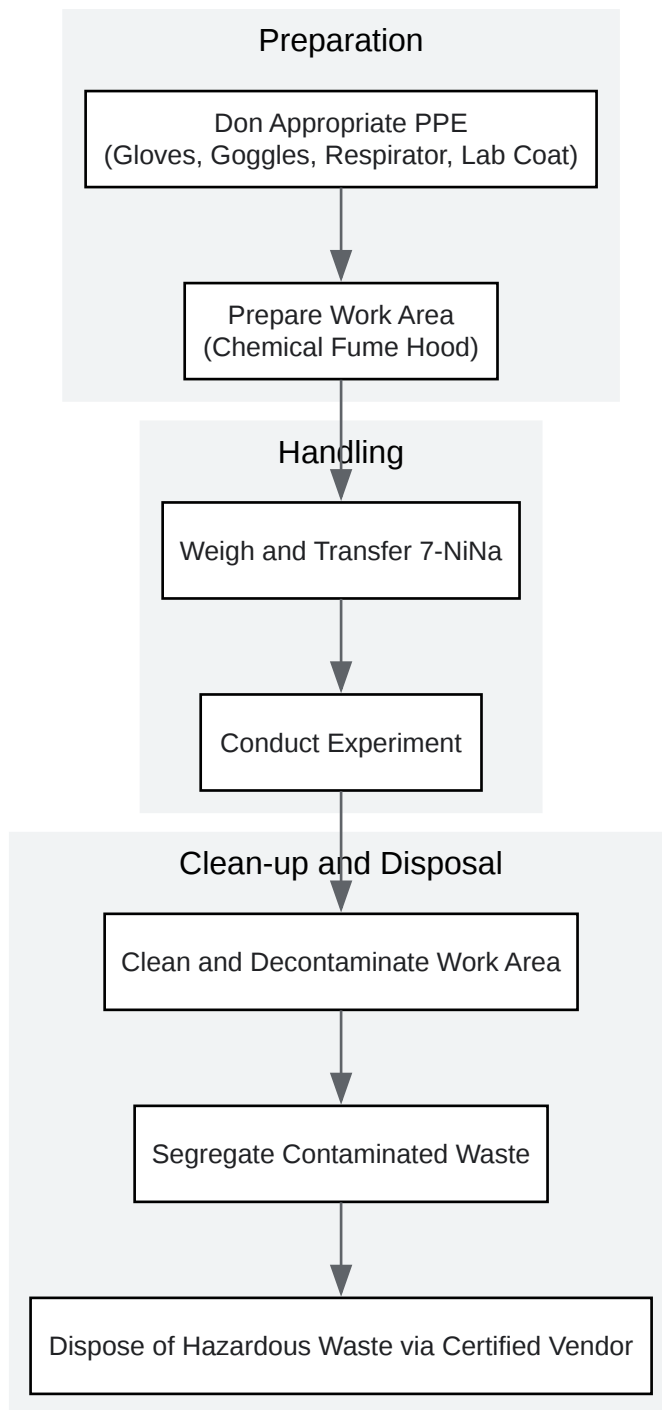 Preparation
Don Appropriate PPE
(Gloves, Goggles, Respirator, Lab Coat)
Prepare Work Area
(Chemical Fume Hood)
Handling
Weigh and Transfer 7-NiNa
Conduct Experiment
Clean-up and Disposal
Clean and Decontaminate Work Area
Segregate Contaminated Waste
Dispose of Hazardous Waste via Certified Vendor